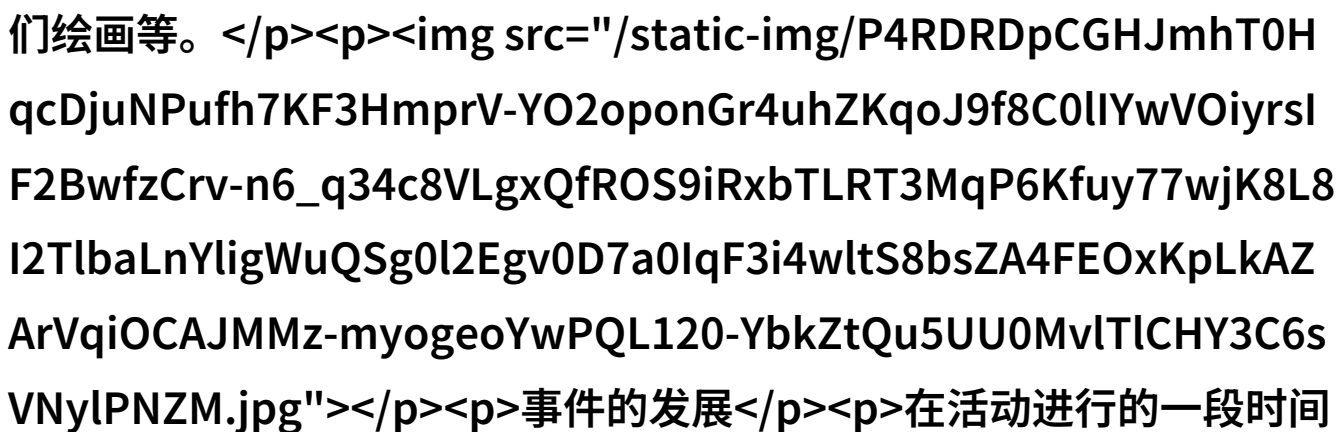 们绘画等。</p><p><img src="/static-img/P4RDRDpCGHJmhT0H
qcDjuNPufh7KF3HmprV-YO2oponGr4uhZKqoJ9f8C0lIYwVOiyrsI
F2BwfzCrv-n6_q34c8VLgxQfROS9iRxbTLRT3MqP6Kfuy77wjK8L8
I2TlbaLnYligWuQSg0l2Egv0D7a0IqF3i4wltS8bsZA4FEOxKpLkAZ
ArVqiOCAJMMz-myogeoYwPQL120-YbkZtQu5UU0MvlTlCHY3C6s
VNylPNZM.jpg"></p><p>事件的发展</p><p>在活动进行的一段时间